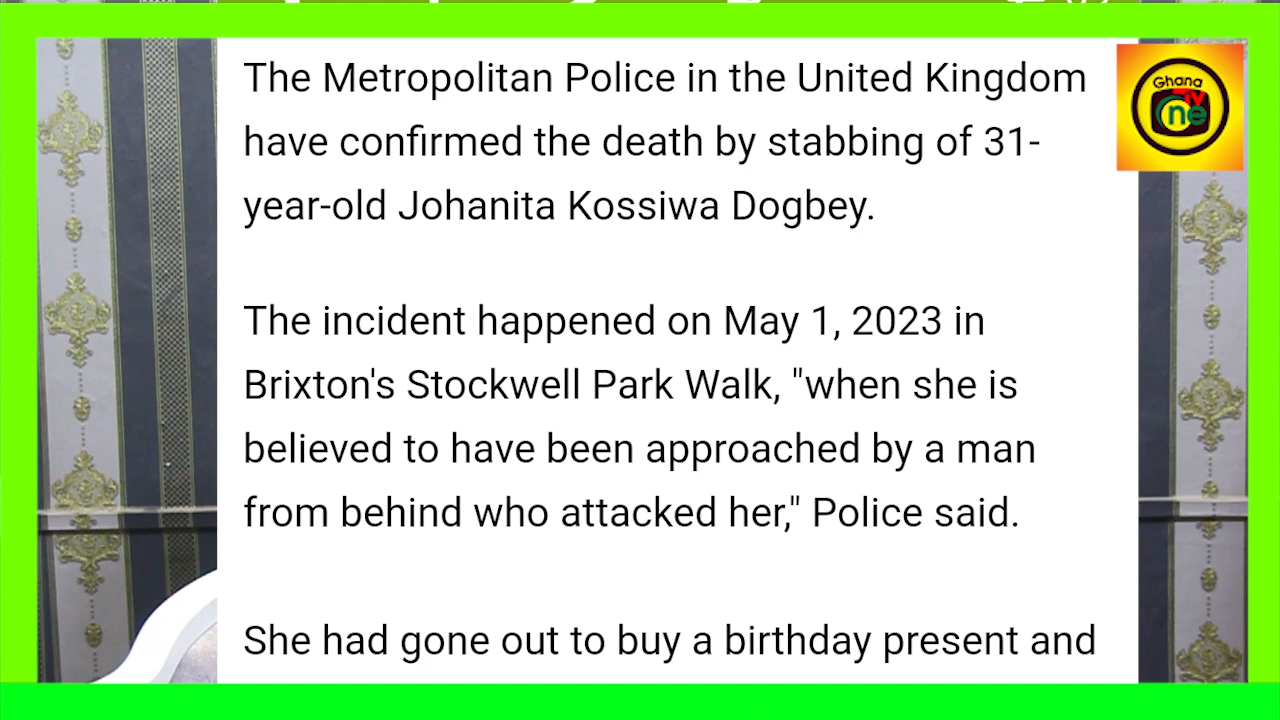 The Metropolitan Police in the United Kingdom
have confirmed the death by stabbing of 31-
year-old Johanita Kossiwa Dogbey.
The incident happened on May 1, 2023 in
Brixton's Stockwell Park Walk, "when she is
believed to have been approached by a man
from behind who attacked her," Police said.
She had gone out to buy a birthday present and
Ghana
TV
One